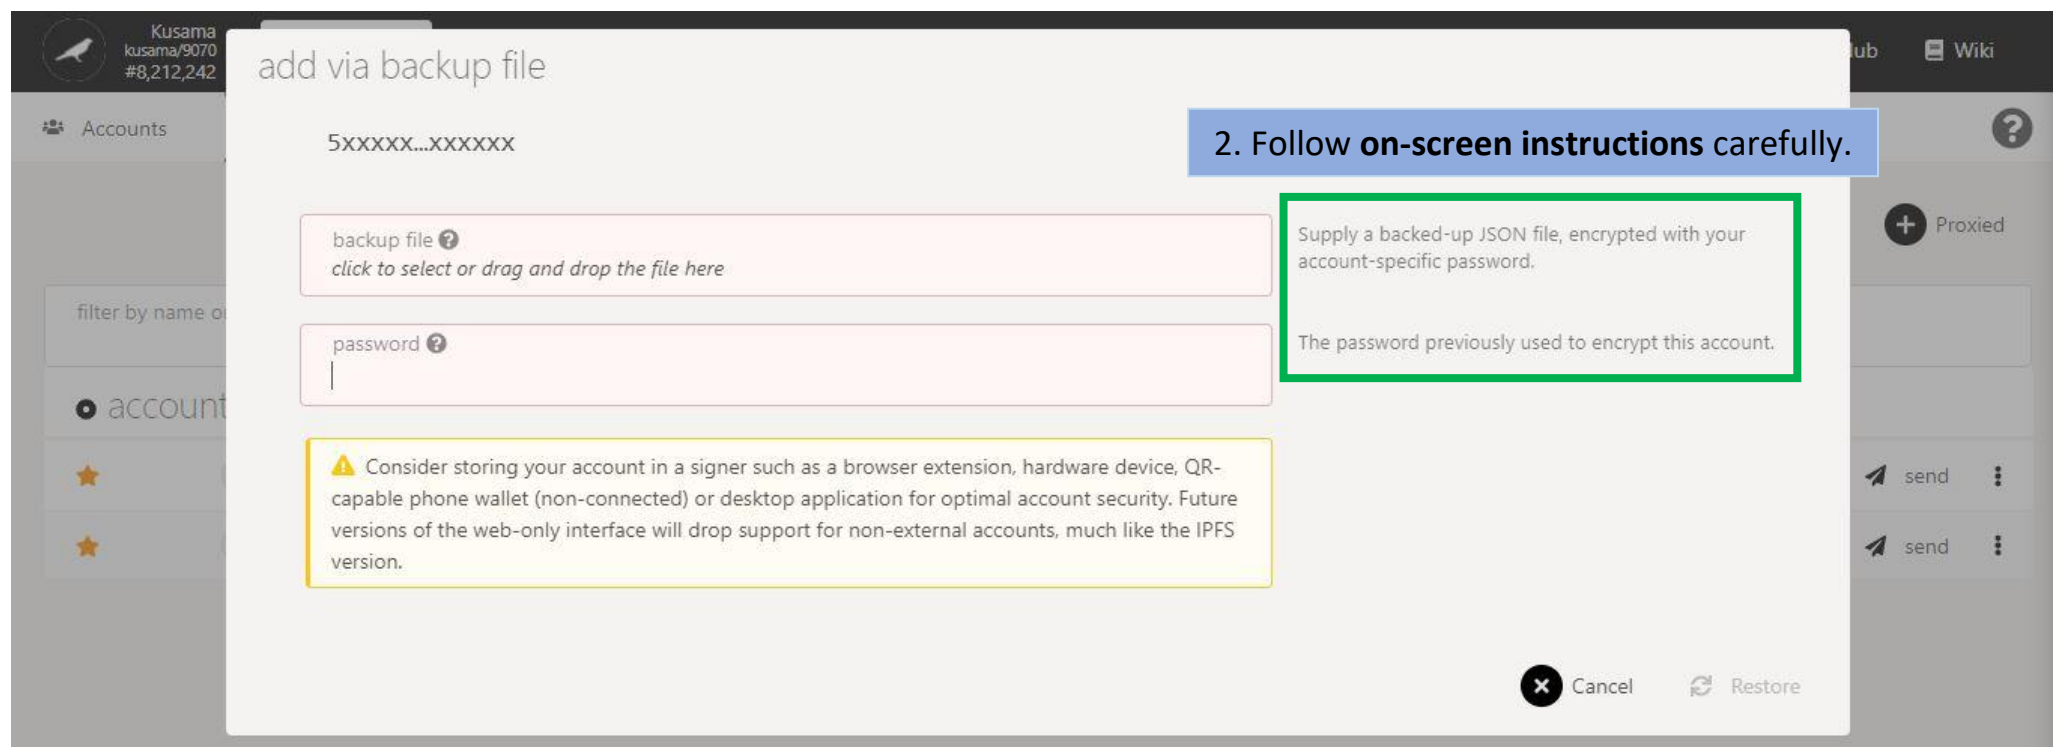 Kusama
kusama/9070
#8,212,242
add via backup file
Wiki
Accounts
5xxxxx...xxxxxx
2. Follow on-screen instructions carefully.
backup file
click to select or drag and drop the file here
Supply a backed-up JSON file, encrypted with your
account-specific password.
Proxied
filter by name
password
The password previously used to encrypt this account.
account
Consider storing your account in a signer such as a browser extension, hardware device, QR-
capable phone wallet (non-connected) or desktop application for optimal account security. Future
versions of the web-only interface will drop support for non-external accounts, much like the IPFS
version.
send
send
Cancel
Restore